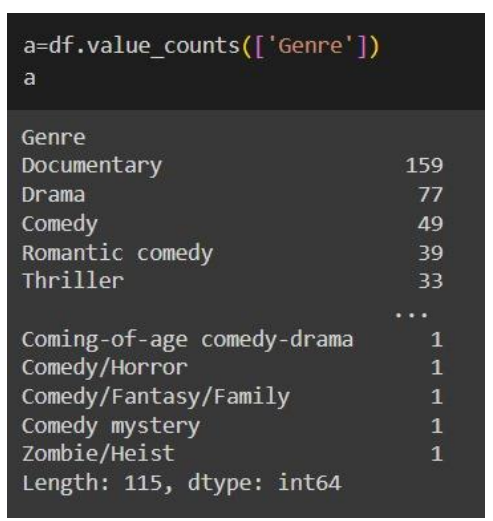 a=df.value_counts(['Genre'])
a
Genre
Documentary 159
Drama 77
Comedy 49
Romantic comedy 39
Thriller 33
...
Coming-of-age comedy-drama 1
Comedy/Horror 1
Comedy/Fantasy/Family 1
Comedy mystery 1
Zombie/Heist 1
Length: 115, dtype: int64